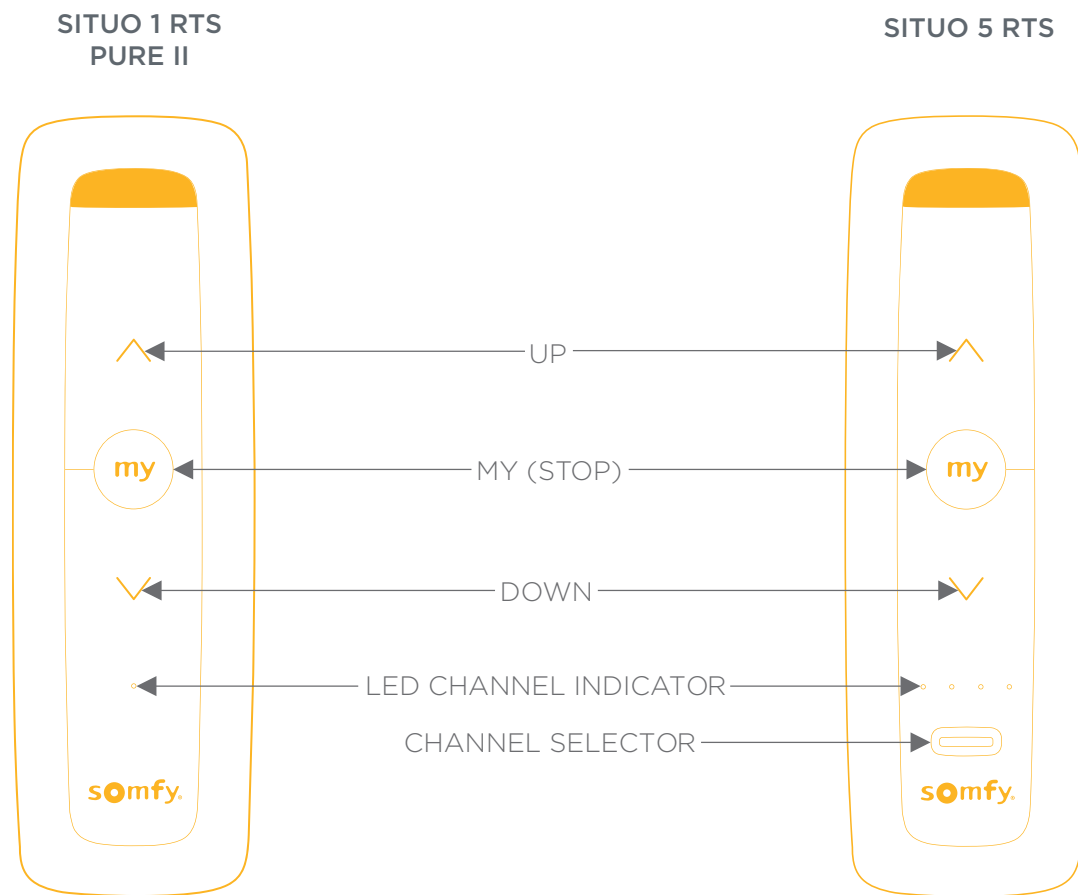 SITUO 1 RTS
PURE II
SITUO 5 RTS
UP
my
MY (STOP)
my
DOWN
LED CHANNEL INDICATOR
CHANNEL SELECTOR
somfy.
somfy.